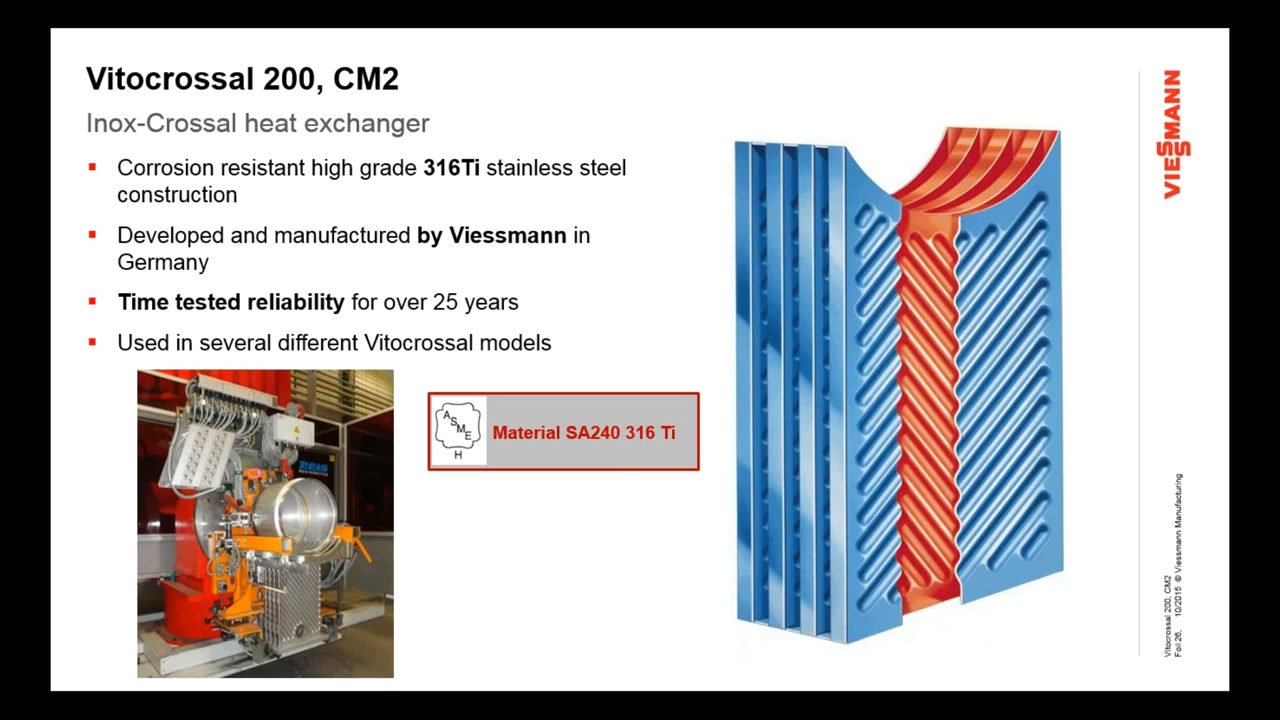 Vitocrossal 200, CM2
Inox-Crossal heat exchanger
▪ Corrosion resistant high grade 316Ti stainless steel
construction
▪ Developed and manufactured by Viessmann in
Germany
▪ Time tested reliability for over 25 years
▪ Used in several different Vitocrossal models
ASME
H
Material SA240 316 Ti
VIESSMANN
Vitocrossal 200, CM2
Foil 26, 10/2015 © Viessmann Manufacturing